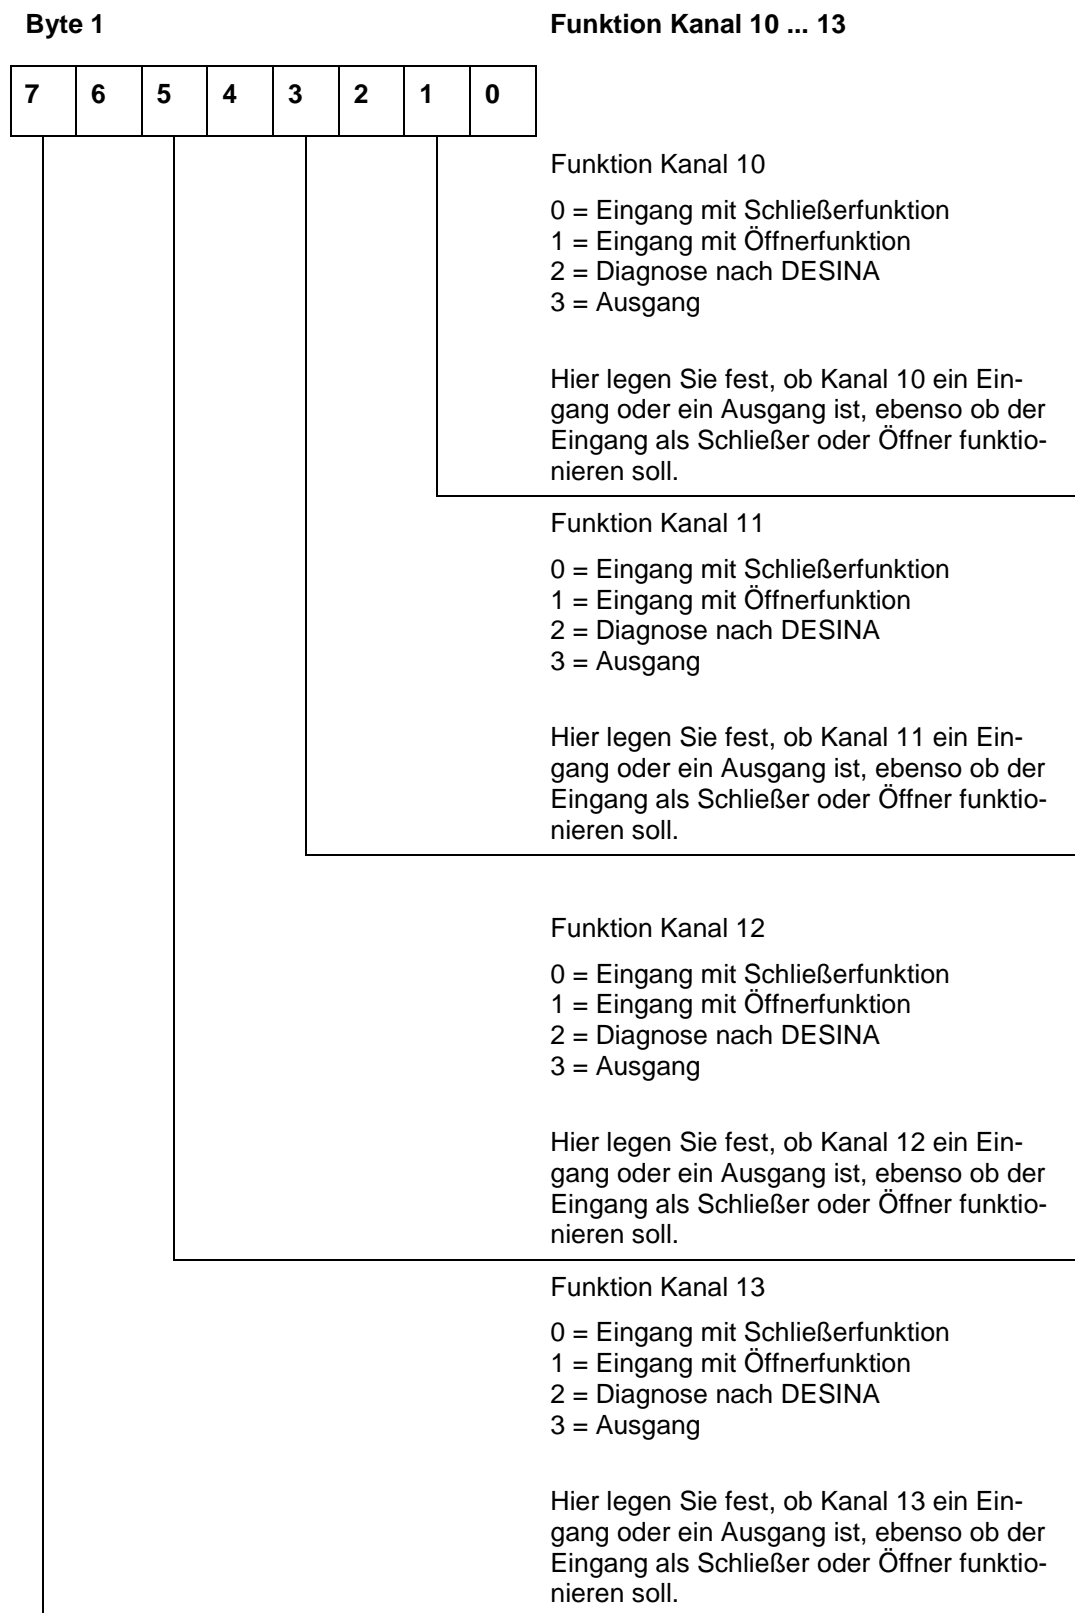 Byte 1 Funktion Kanal 10 ... 13
7 6 5 4 3 2 1 0
Funktion Kanal 10
0 = Eingang mit Schließerfunktion
1 = Eingang mit Öffnerfunktion
2 = Diagnose nach DESINA
3 = Ausgang
Hier legen Sie fest, ob Kanal 10 ein Ein-
gang oder ein Ausgang ist, ebenso ob der
Eingang als Schließer oder Öffner funktio-
nieren soll.
Funktion Kanal 11
0 = Eingang mit Schließerfunktion
1 = Eingang mit Öffnerfunktion
2 = Diagnose nach DESINA
3 = Ausgang
Hier legen Sie fest, ob Kanal 11 ein Ein-
gang oder ein Ausgang ist, ebenso ob der
Eingang als Schließer oder Öffner funktio-
nieren soll.
Funktion Kanal 12
0 = Eingang mit Schließerfunktion
1 = Eingang mit Öffnerfunktion
2 = Diagnose nach DESINA
3 = Ausgang
Hier legen Sie fest, ob Kanal 12 ein Ein-
gang oder ein Ausgang ist, ebenso ob der
Eingang als Schließer oder Öffner funktio-
nieren soll.
Funktion Kanal 13
0 = Eingang mit Schließerfunktion
1 = Eingang mit Öffnerfunktion
2 = Diagnose nach DESINA
3 = Ausgang
Hier legen Sie fest, ob Kanal 13 ein Ein-
gang oder ein Ausgang ist, ebenso ob der
Eingang als Schließer oder Öffner funktio-
nieren soll.